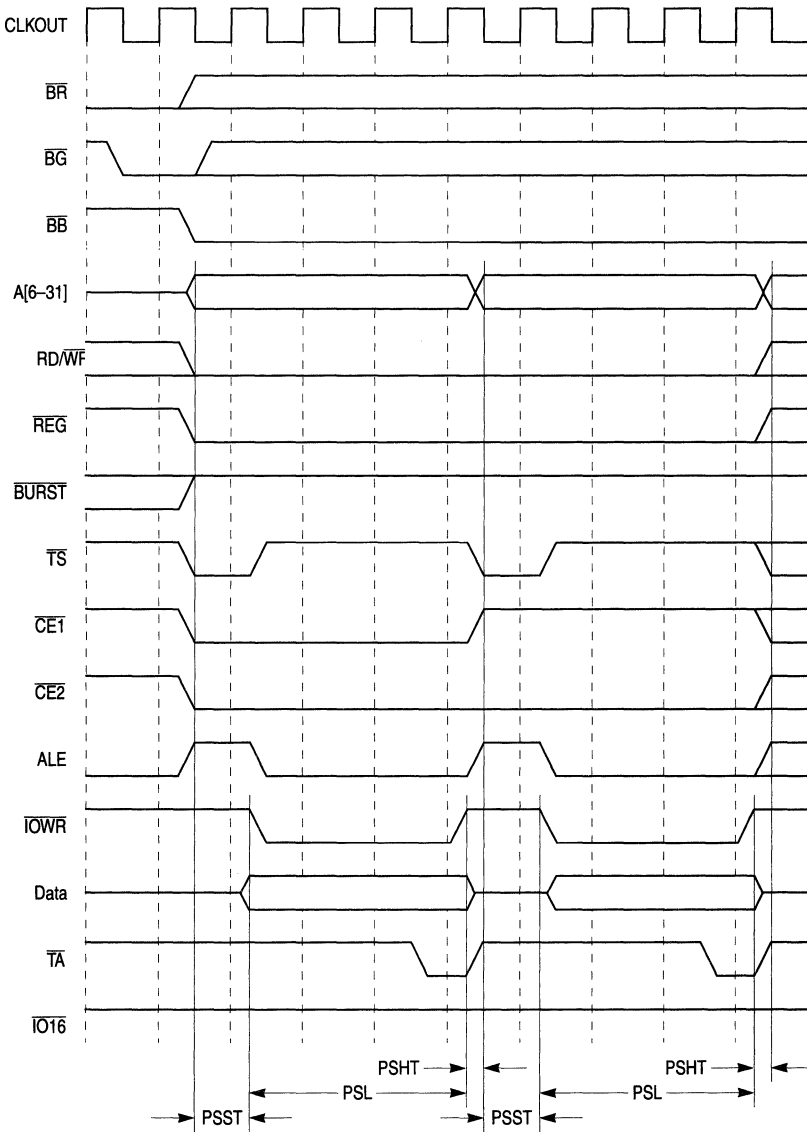 CLKOUT
BR
BG
BB
A[6–31]
RD/WF
REG
BURST
TS
CE1
CE2
ALE
IOWR
Data
TA
IO16
PSHT PSHT
PSL PSL
PSST PSST